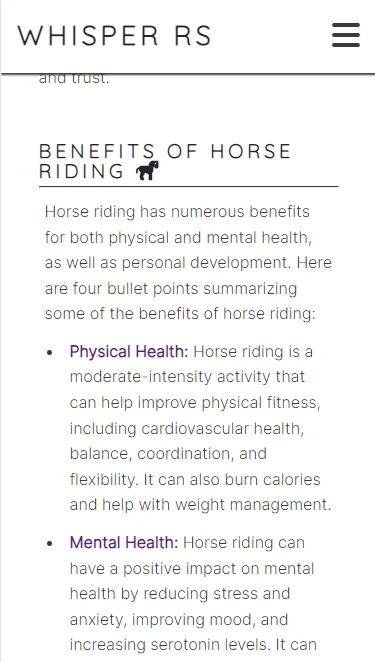 WHISPER RS
and trust.
BENEFITS OF HORSE
RIDING
Horse riding has numerous benefits
for both physical and mental health,
as well as personal development. Here
are four bullet points summarizing
some of the benefits of horse riding:
• Physical Health: Horse riding is a
moderate-intensity activity that
can help improve physical fitness,
including cardiovascular health,
balance, coordination, and
flexibility. It can also burn calories
and help with weight management.
• Mental Health: Horse riding can
have a positive impact on mental
health by reducing stress and
anxiety, improving mood, and
increasing serotonin levels. It can